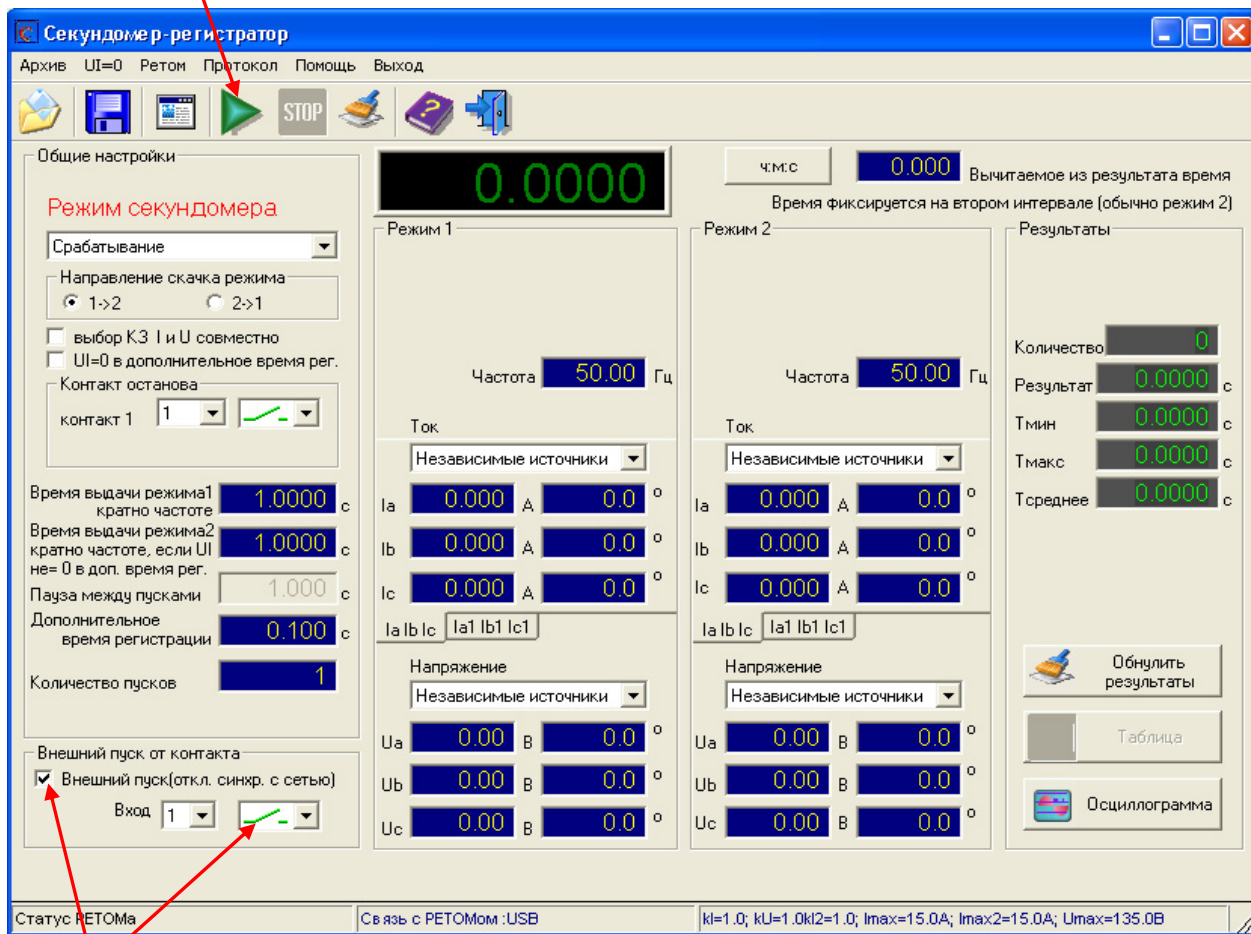 Секундомер-регистратор
Архив UI=0 Ретом Протокол Помощь Выход
STOP
Общие настройки
Режим секундомера
Срабатывание
Направление скачка режима
1->2 2->1
выбор КЗ I и U совместно
UI=0 в дополнительное время рег.
Контакт останова
контакт 1 1
Время выдачи режима1
кратно частоте 1.0000 с
Время выдачи режима2
кратно частоте, если UI 1.0000 с
не= 0 в доп. время рег.
Пауза между пусками 1.000 с
Дополнительное
время регистрации 0.100 с
Количество пусков 1
Внешний пуск от контакта
Внешний пуск(откл. синхр. с сетью)
Вход 1
0.0000
ч:м:с 0.000 Вычитаемое из результата время
Время фиксируется на втором интервале (обычно режим 2)
Режим 1
Частота 50.00 Гц
Ток
Независимые источники
Ia 0.000 А 0.0 °
Ib 0.000 А 0.0 °
Ic 0.000 А 0.0 °
Ia Ib Ic Ia1 Ib1 Ic1
Напряжение
Независимые источники
Ua 0.00 В 0.0 °
Ub 0.00 В 0.0 °
Uc 0.00 В 0.0 °
Режим 2
Частота 50.00 Гц
Ток
Независимые источники
Ia 0.000 А 0.0 °
Ib 0.000 А 0.0 °
Ic 0.000 А 0.0 °
Ia Ib Ic Ia1 Ib1 Ic1
Напряжение
Независимые источники
Ua 0.00 В 0.0 °
Ub 0.00 В 0.0 °
Uc 0.00 В 0.0 °
Результаты
Количество 0
Результат 0.0000 с
Тмин 0.0000 с
Тмакс 0.0000 с
Тсреднее 0.0000 с
Обнулить
результаты
Таблица
Осциллограмма
Статус РЕТОМа Связь с РЕТОМом :USB kI=1.0; kU=1.0kI2=1.0; Imax=15.0A; Imax2=15.0A; Umax=135.0В